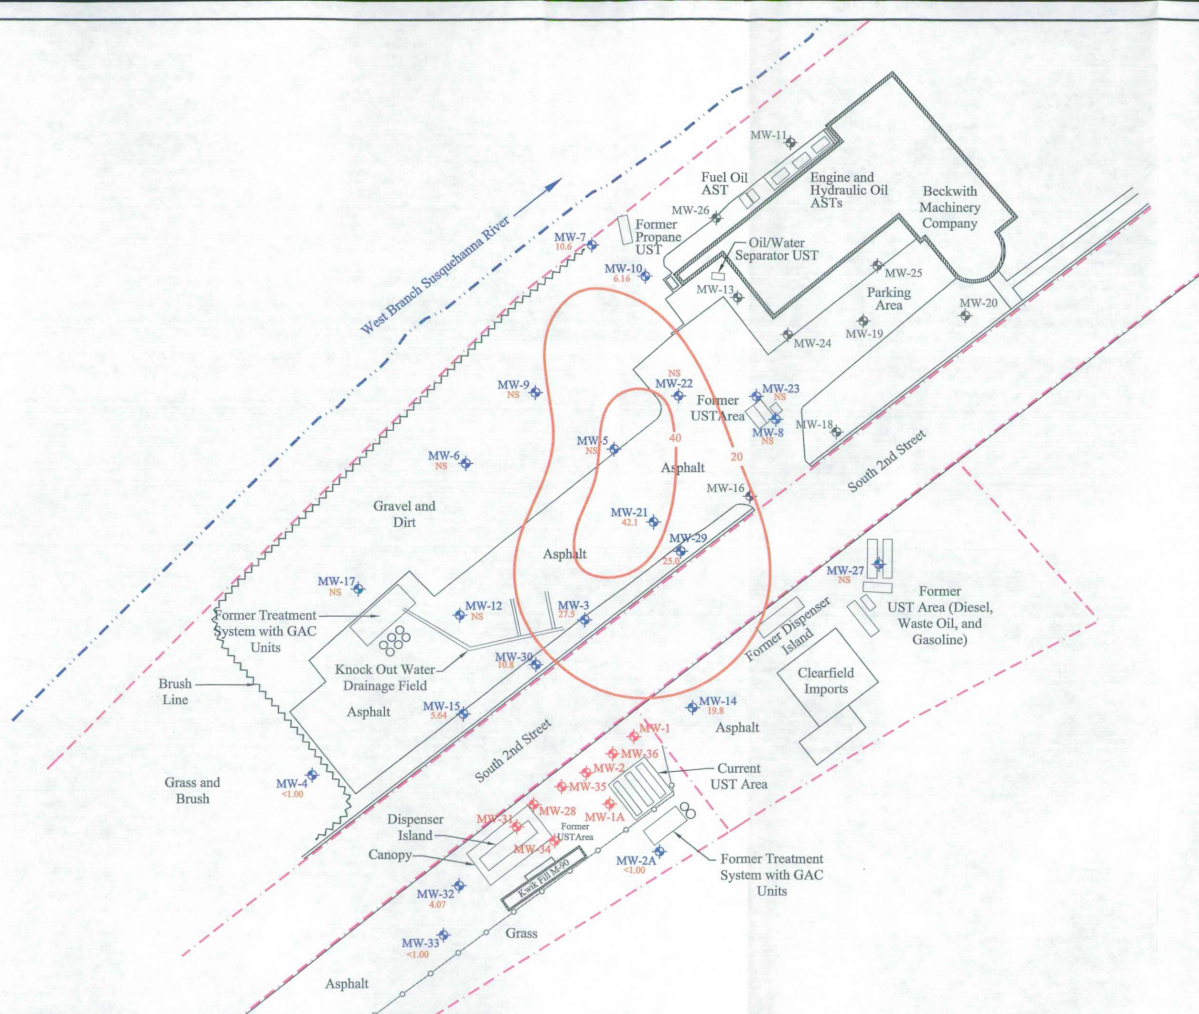 MW-11
Fuel Oil
AST
Engine and
Hydraulic Oil
ASTs
Beckwith
Machinery
Company
MW-26
West Branch Susquehanna River
MW-7
10.6
Former
Propane
UST
Oil/Water
Separator UST
MW-10
6.16
MW-25
MW-13
Parking
Area
MW-20
MW-19
MW-24
NS
MW-22
MW-9
NS
MW-23
NS
Former
USTArea
MW-8
NS
MW-18
40
MW-5
NS
20
South 2nd Street
MW-6
NS
Asphalt
MW-16
Gravel and
Dirt
MW-21
42.1
MW-29
25.0
Asphalt
MW-27
NS
MW-17
NS
Former
UST Area (Diesel,
Waste Oil, and
Gasoline)
MW-12
NS
MW-3
27.5
Former Treatment
System with GAC
Units
Former Dispenser
Island
MW-30
10.8
Knock Out Water
Drainage Field
Clearfield
Imports
Brush
Line
Asphalt
MW-15
5.64
MW-14
19.8
Asphalt
MW-1
South 2nd Street
MW-36
MW-2
Current
UST Area
MW-4
<1.00
Grass and
Brush
MW-35
MW-28
MW-1A
Dispenser
Island
MW-31
Former
USTArea
MW-34
Canopy
MW-2A
<1.00
Former Treatment
System with GAC
Units
Kwik Fill M-90
MW-32
4.07
Grass
MW-33
<1.00
Asphalt